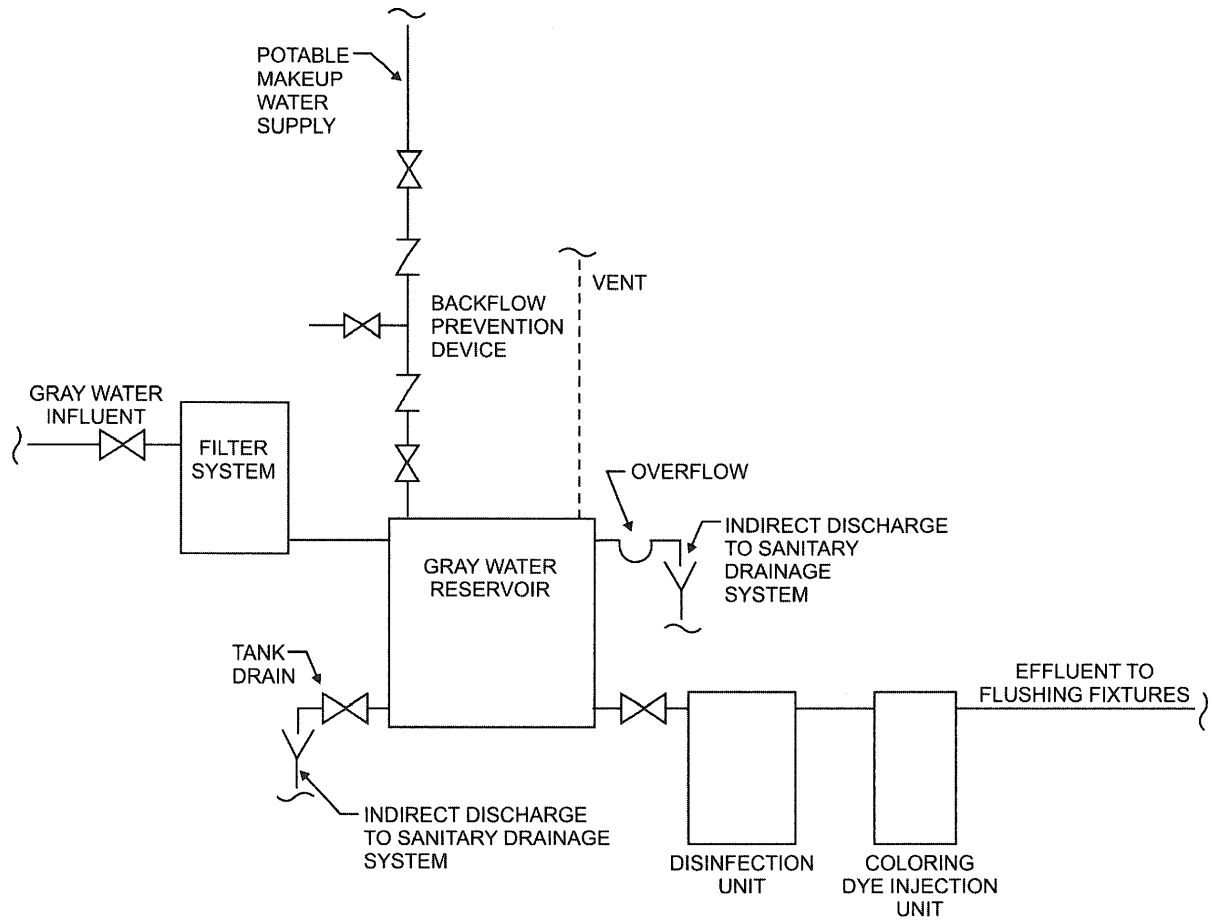 POTABLE
MAKEUP
WATER
SUPPLY
VENT
BACKFLOW
PREVENTION
DEVICE
GRAY WATER
INFLUENT
FILTER
SYSTEM
OVERFLOW
INDIRECT DISCHARGE
TO SANITARY
DRAINAGE
SYSTEM
GRAY WATER
RESERVOIR
TANK
DRAIN
EFFLUENT TO
FLUSHING FIXTURES
INDIRECT DISCHARGE
TO SANITARY DRAINAGE
SYSTEM
DISINFECTION
UNIT
COLORING
DYE INJECTION
UNIT